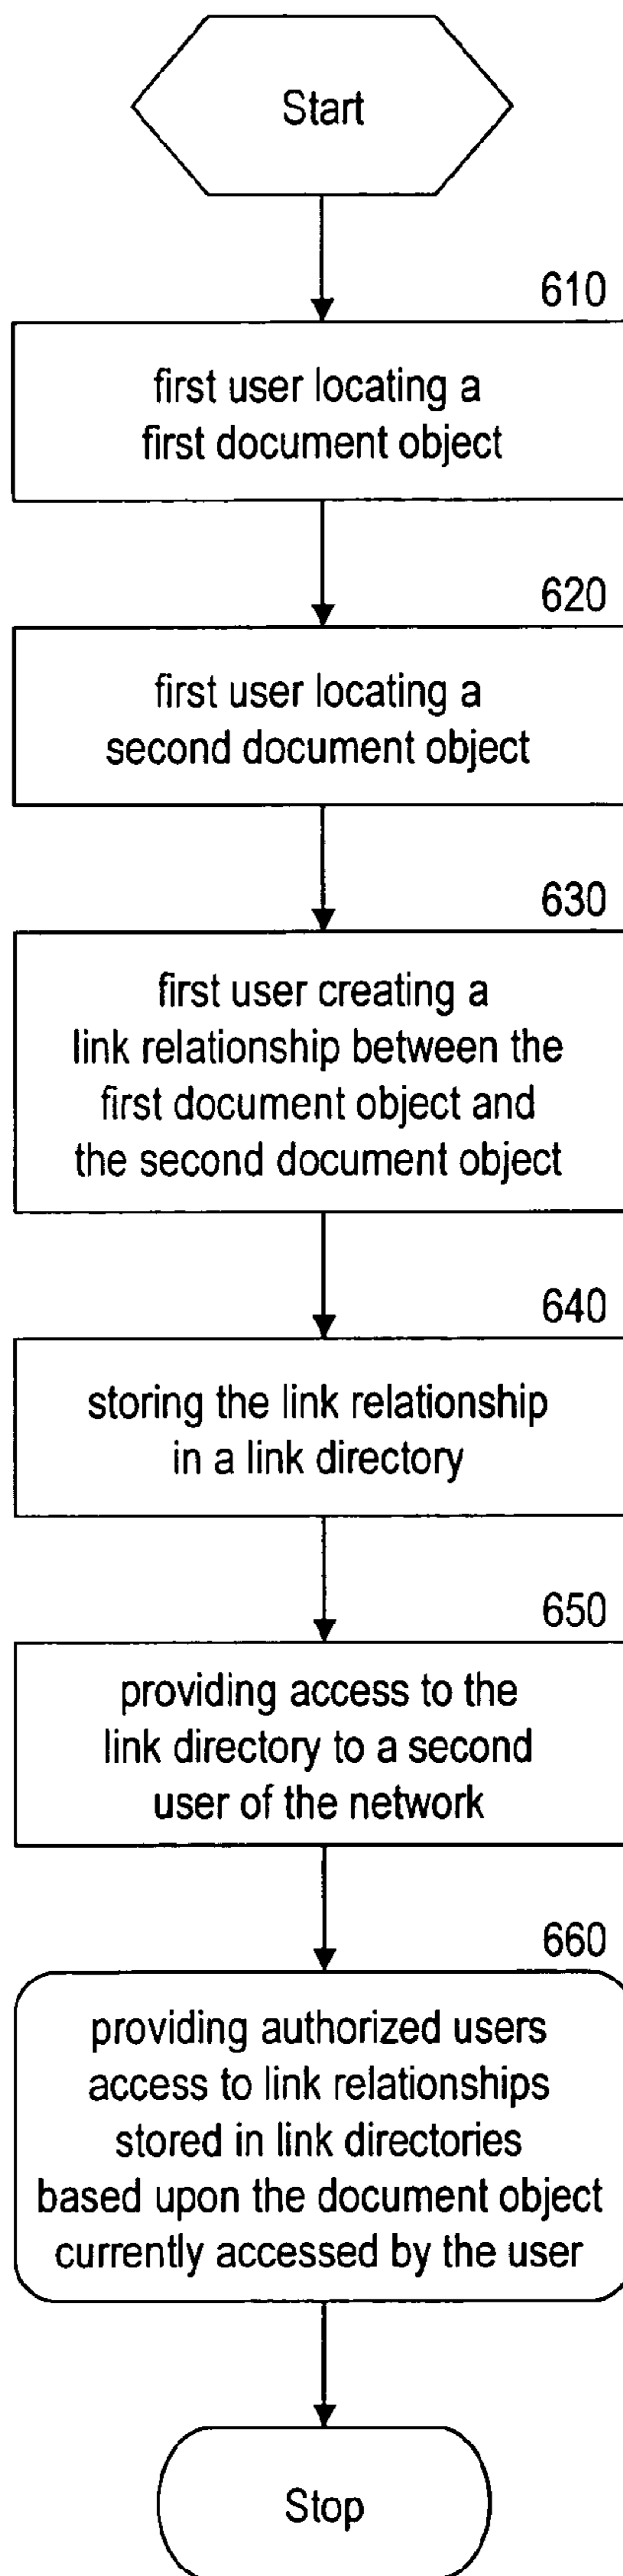 Start
610
first user locating a
first document object
620
first user locating a
second document object
630
first user creating a
link relationship between the
first document object and
the second document object
640
storing the link relationship
in a link directory
650
providing access to the
link directory to a second
user of the network
660
providing authorized users
access to link relationships
stored in link directories
based upon the document object
currently accessed by the user
Stop